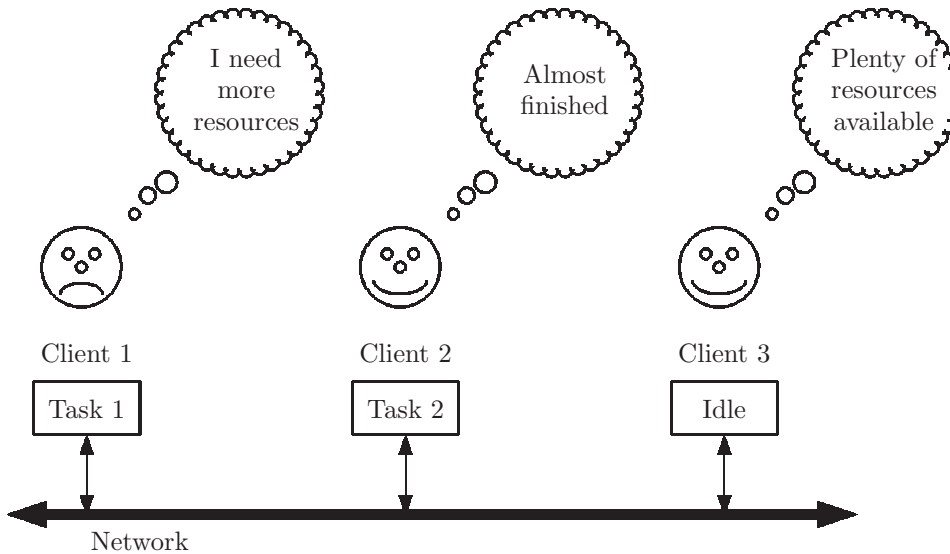 I need
more
resources
Almost
finished
Plenty of
resources
available
Client 1
Client 2
Client 3
Task 1
Task 2
Idle
Network